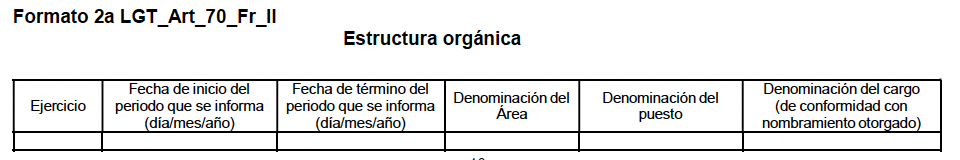 Formato 2a LGT_Art_70_Fr_II
Estructura orgánica
Ejercicio
Fecha de inicio del
periodo que se informa
(día/mes/año)
Fecha de término del
periodo que se informa
(día/mes/año)
Denominación del
Área
Denominación del
puesto
Denominación del cargo
(de conformidad con
nombramiento otorgado)